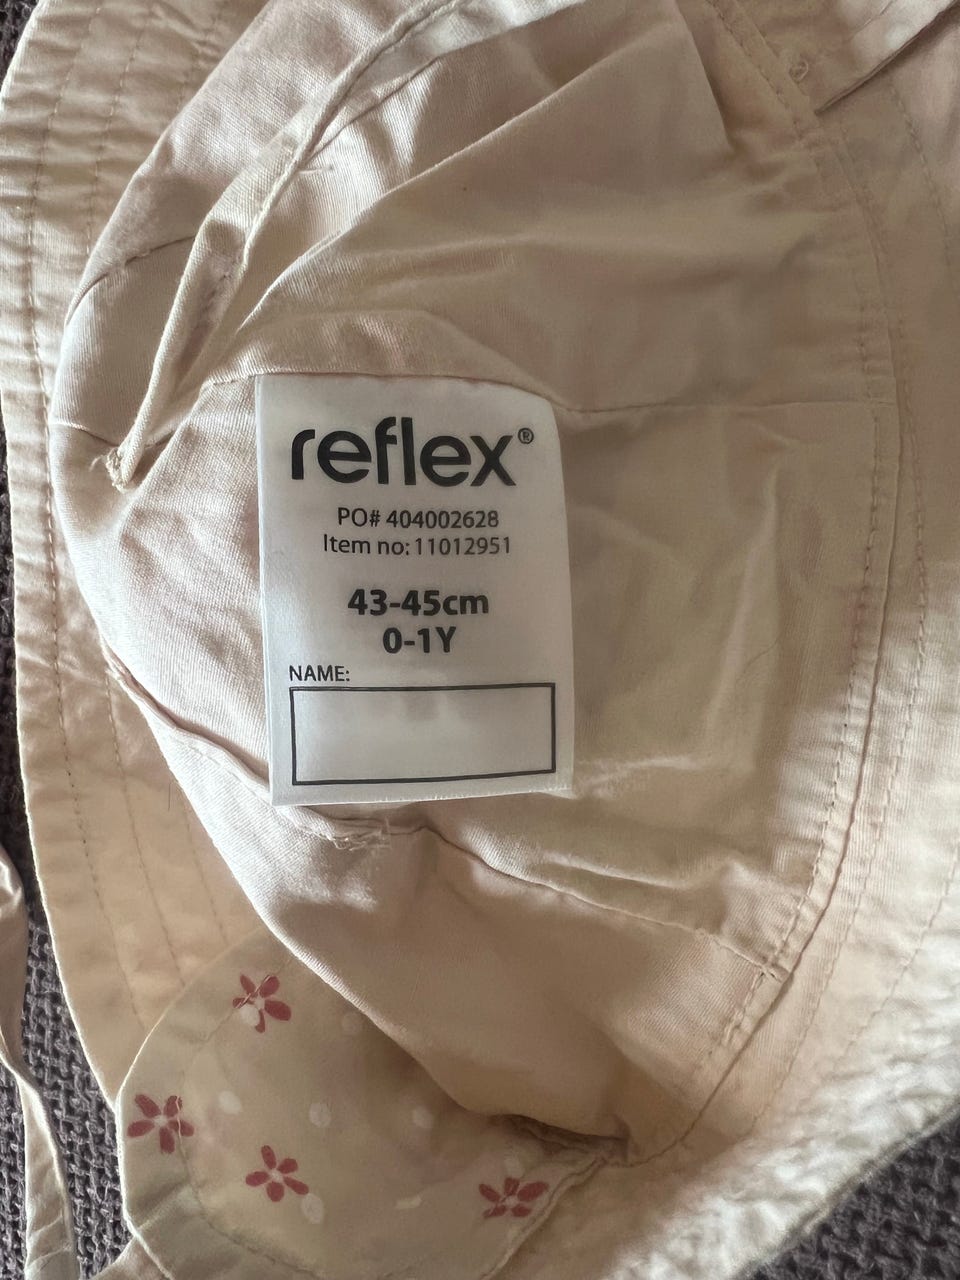 reflex®
PO# 404002628
Item no: 11012951
43-45cm
0-1Y
NAME: